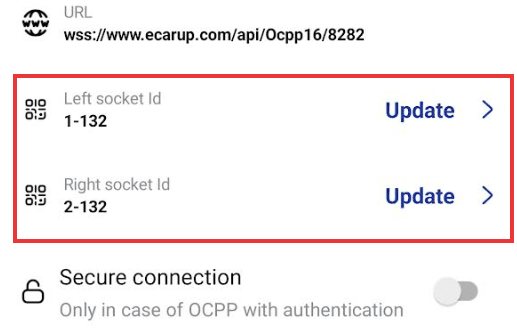 URL
wss://www.ecarup.com/api/Ocpp16/8282
Left socket Id
1-132
Update
Right socket Id
2-132
Update
Secure connection
Only in case of OCPP with authentication